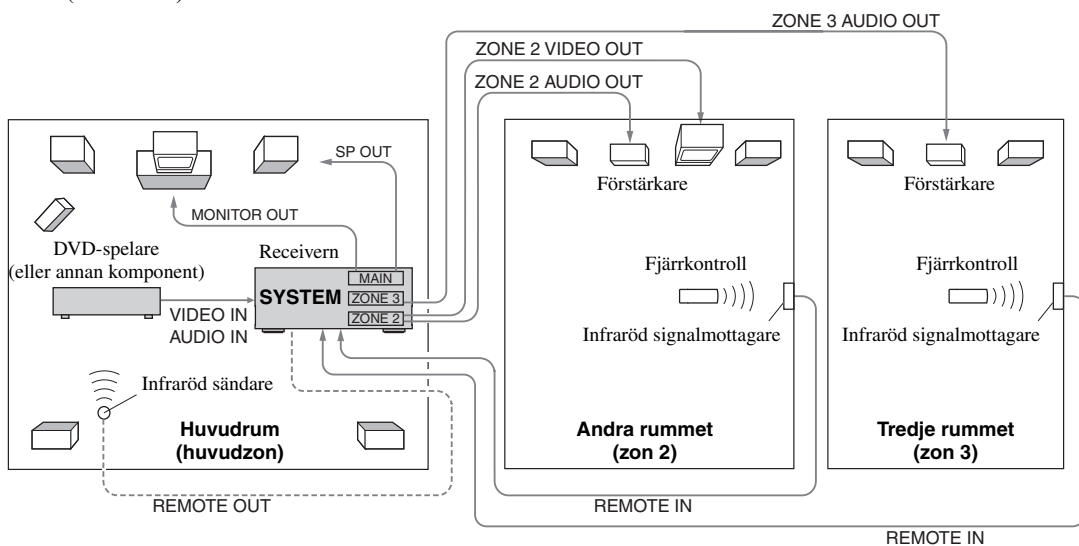 ZONE 3 AUDIO OUT
ZONE 2 VIDEO OUT
ZONE 2 AUDIO OUT
SP OUT
MONITOR OUT
DVD-spelare
(eller annan komponent)
Receivern
SYSTEM
MAIN
ZONE 3
ZONE 2
VIDEO IN
AUDIO IN
Infraröd sändare
Huvudrum
(huvudzon)
REMOTE OUT
Förstärkare
Fjärrkontroll
Infraröd signalmottagare
Andra rummet
(zon 2)
REMOTE IN
Förstärkare
Fjärrkontroll
Infraröd signalmottagare
Tredje rummet
(zon 3)
REMOTE IN